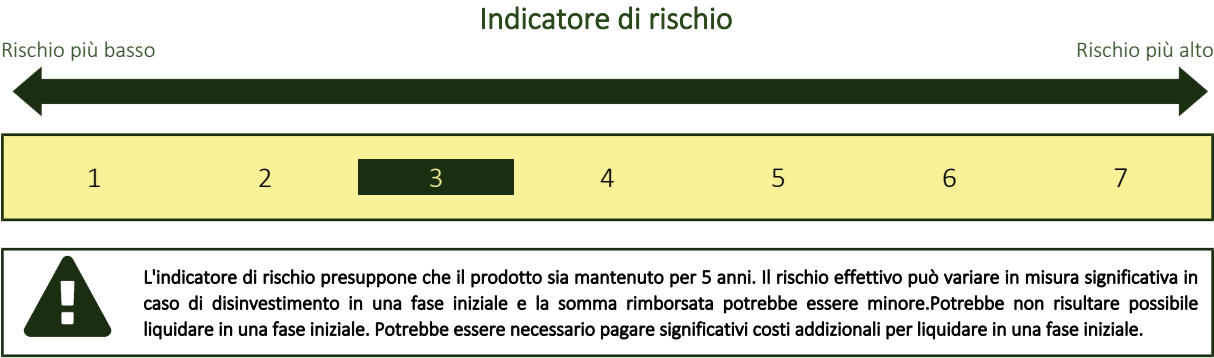 Indicatore di rischio
Rischio più basso
Rischio più alto
1 2 3 4 5 6 7
L'indicatore di rischio presuppone che il prodotto sia mantenuto per 5 anni. Il rischio effettivo può variare in misura significativa in
caso di disinvestimento in una fase iniziale e la somma rimborsata potrebbe essere minore.Potrebbe non risultare possibile
liquidare in una fase iniziale. Potrebbe essere necessario pagare significativi costi addizionali per liquidare in una fase iniziale.